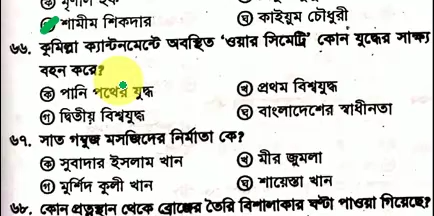 শামীম শিকদার ঘ কাইয়ুম চৌধুরী
৬৬. কুমিল্লা ক্যান্টনমেন্টে অবস্থিত ‘ওয়ার সিমেট্রি’ কোন যুদ্ধের সাক্ষ্য
বহন করে?
ক পানি পথের যুদ্ধ খ প্রথম বিশ্বযুদ্ধ
গ দ্বিতীয় বিশ্বযুদ্ধ ঘ বাংলাদেশের স্বাধীনতা
৬৭. সাত গম্বুজ মসজিদের নির্মাতা কে?
ক সুবাদার ইসলাম খান খ মীর জুমলা
গ মুর্শিদ কুলী খান ঘ শায়েস্তা খান
৬৮. কোন প্রত্নস্থান থেকে ব্রোঞ্জের তৈরি বিশালাকার ঘণ্টা পাওয়া গিয়েছে?